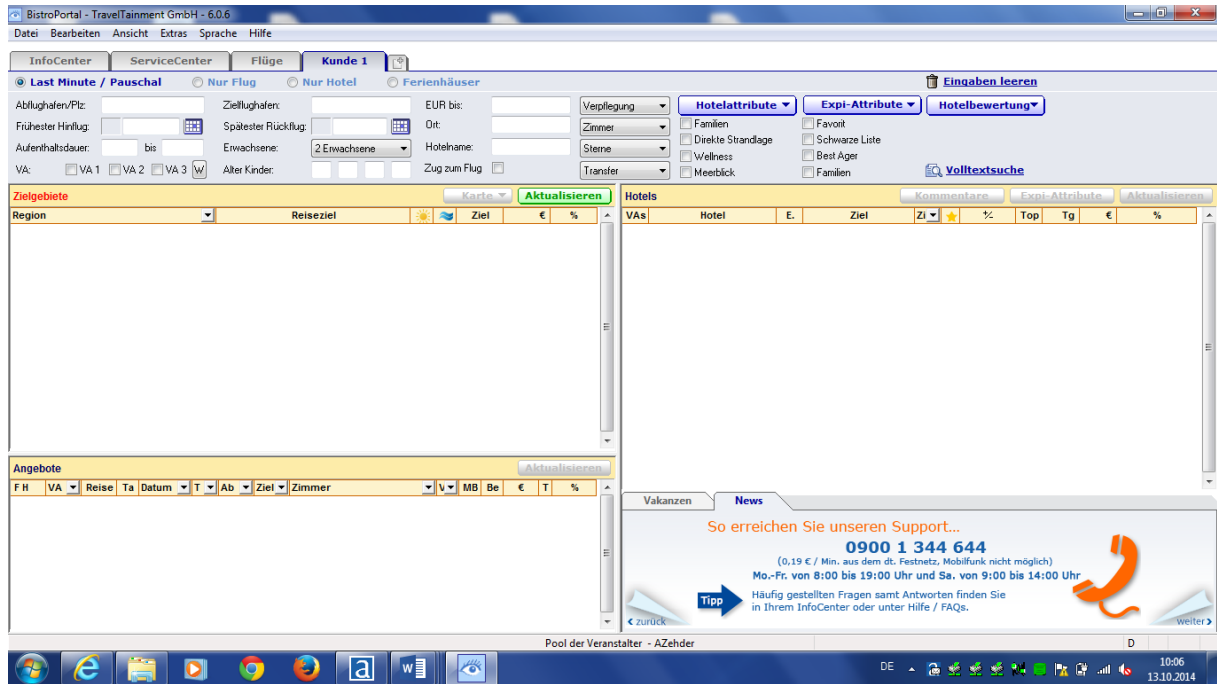 BistroPortal - TravelTainment GmbH - 6.0.6
Datei Bearbeiten Ansicht Extras Sprache Hilfe
InfoCenter ServiceCenter Flüge Kunde 1
Last Minute / Pauschal Nur Flug Nur Hotel Ferienhäuser Eingaben leeren
Abflughafen/Plz: Zielflughafen: EUR bis: Verpflegung Hotelattribute Expi-Attribute Hotelbewertung
Frühester Hinflug: Spätester Rückflug: Ort: Zimmer Familien Favorit
Direkte Strandlage Schwarze Liste
Aufenthaltsdauer: bis Erwachsene: 2 Erwachsene Hotelname: Sterne
Wellness Best Ager
VA: VA 1 VA 2 VA 3 W Alter Kinder: Zug zum Flug Transfer Meerblick Familien Volltextsuche
Zielgebiete Karte Aktualisieren
Region Reiseziel Ziel € %
Hotels Kommentare Expi-Attribute Aktualisieren
VAs Hotel E. Ziel Zi +/- Top Tg € %
Angebote Aktualisieren
F H VA Reise Ta Datum T Ab Ziel Zimmer V MB Be € T %
Vakanzen News
So erreichen Sie unseren Support...
0900 1 344 644
(0,19 € / Min. aus dem dt. Festnetz, Mobilfunk nicht möglich)
Mo.-Fr. von 8:00 bis 19:00 Uhr und Sa. von 9:00 bis 14:00 Uhr
Tipp Häufig gestellten Fragen samt Antworten finden Sie
in Ihrem InfoCenter oder unter Hilfe / FAQs.
zurück weiter
Pool der Veranstalter - AZehder D
DE 10:06
13.10.2014